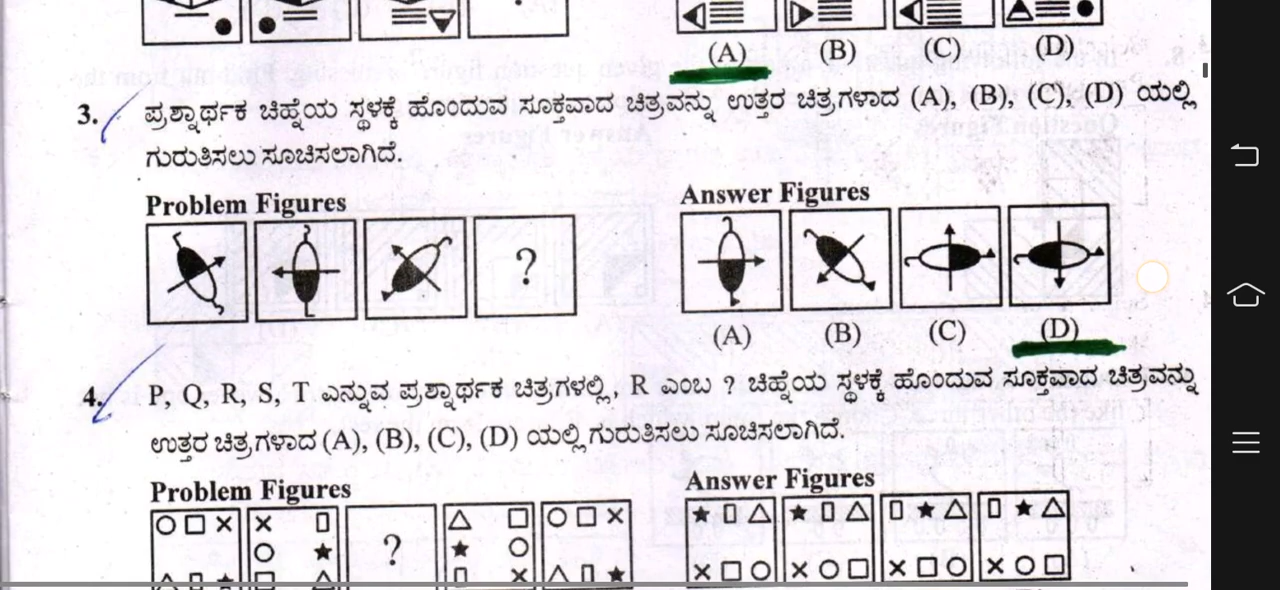 (A) (B) (C) (D)
3. ಪ್ರಶ್ನಾರ್ಥಕ ಚಿಹ್ನೆಯ ಸ್ಥಳಕ್ಕೆ ಹೊಂದುವ ಸೂಕ್ತವಾದ ಚಿತ್ರವನ್ನು ಉತ್ತರ ಚಿತ್ರಗಳಾದ (A), (B), (C), (D) ಯಲ್ಲಿ
ಗುರುತಿಸಲು ಸೂಚಿಸಲಾಗಿದೆ.
Problem Figures Answer Figures
?
(A) (B) (C) (D)
4. P, Q, R, S, T ಎನ್ನುವ ಪ್ರಶ್ನಾರ್ಥಕ ಚಿತ್ರಗಳಲ್ಲಿ, R ಎಂಬ ? ಚಿಹ್ನೆಯ ಸ್ಥಳಕ್ಕೆ ಹೊಂದುವ ಸೂಕ್ತವಾದ ಚಿತ್ರವನ್ನು
ಉತ್ತರ ಚಿತ್ರಗಳಾದ (A), (B), (C), (D) ಯಲ್ಲಿ ಗುರುತಿಸಲು ಸೂಚಿಸಲಾಗಿದೆ.
Problem Figures Answer Figures
?